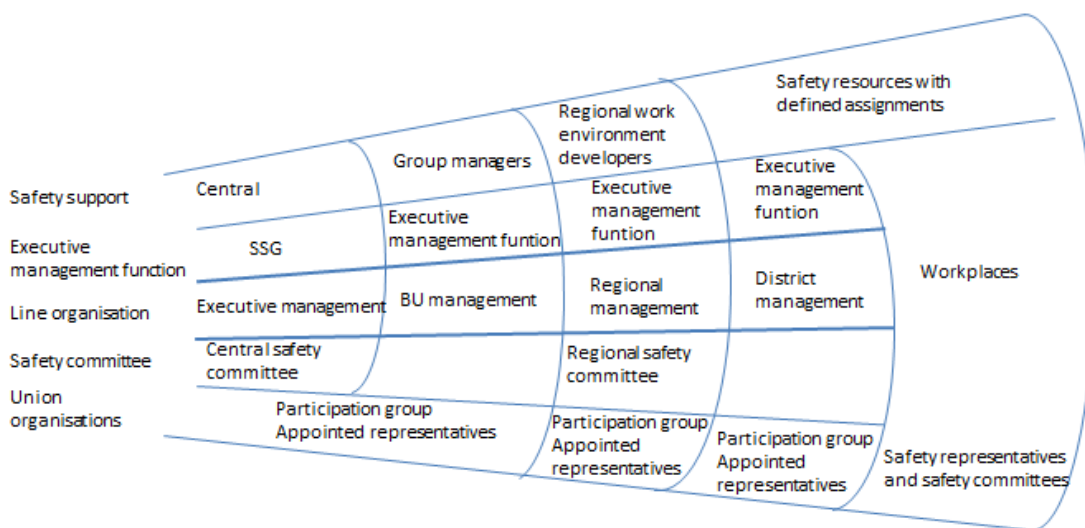 Safety support
Executive
management function
Line organisation
Safety committee
Union
organisations
Central
SSG
Executive management
Central safety
committee
Participation group
Appointed representatives
Group managers
Executive
management funtion
BU management
Regional work
environment
developers
Executive
management
funtion
Regional
management
Regional safety
committee
Participation group
Appointed
representatives
Safety resources with
defined assignments
Executive
management
funtion
District
management
Participation group
Appointed
representatives
Workplaces
Safety representatives
and safety committees